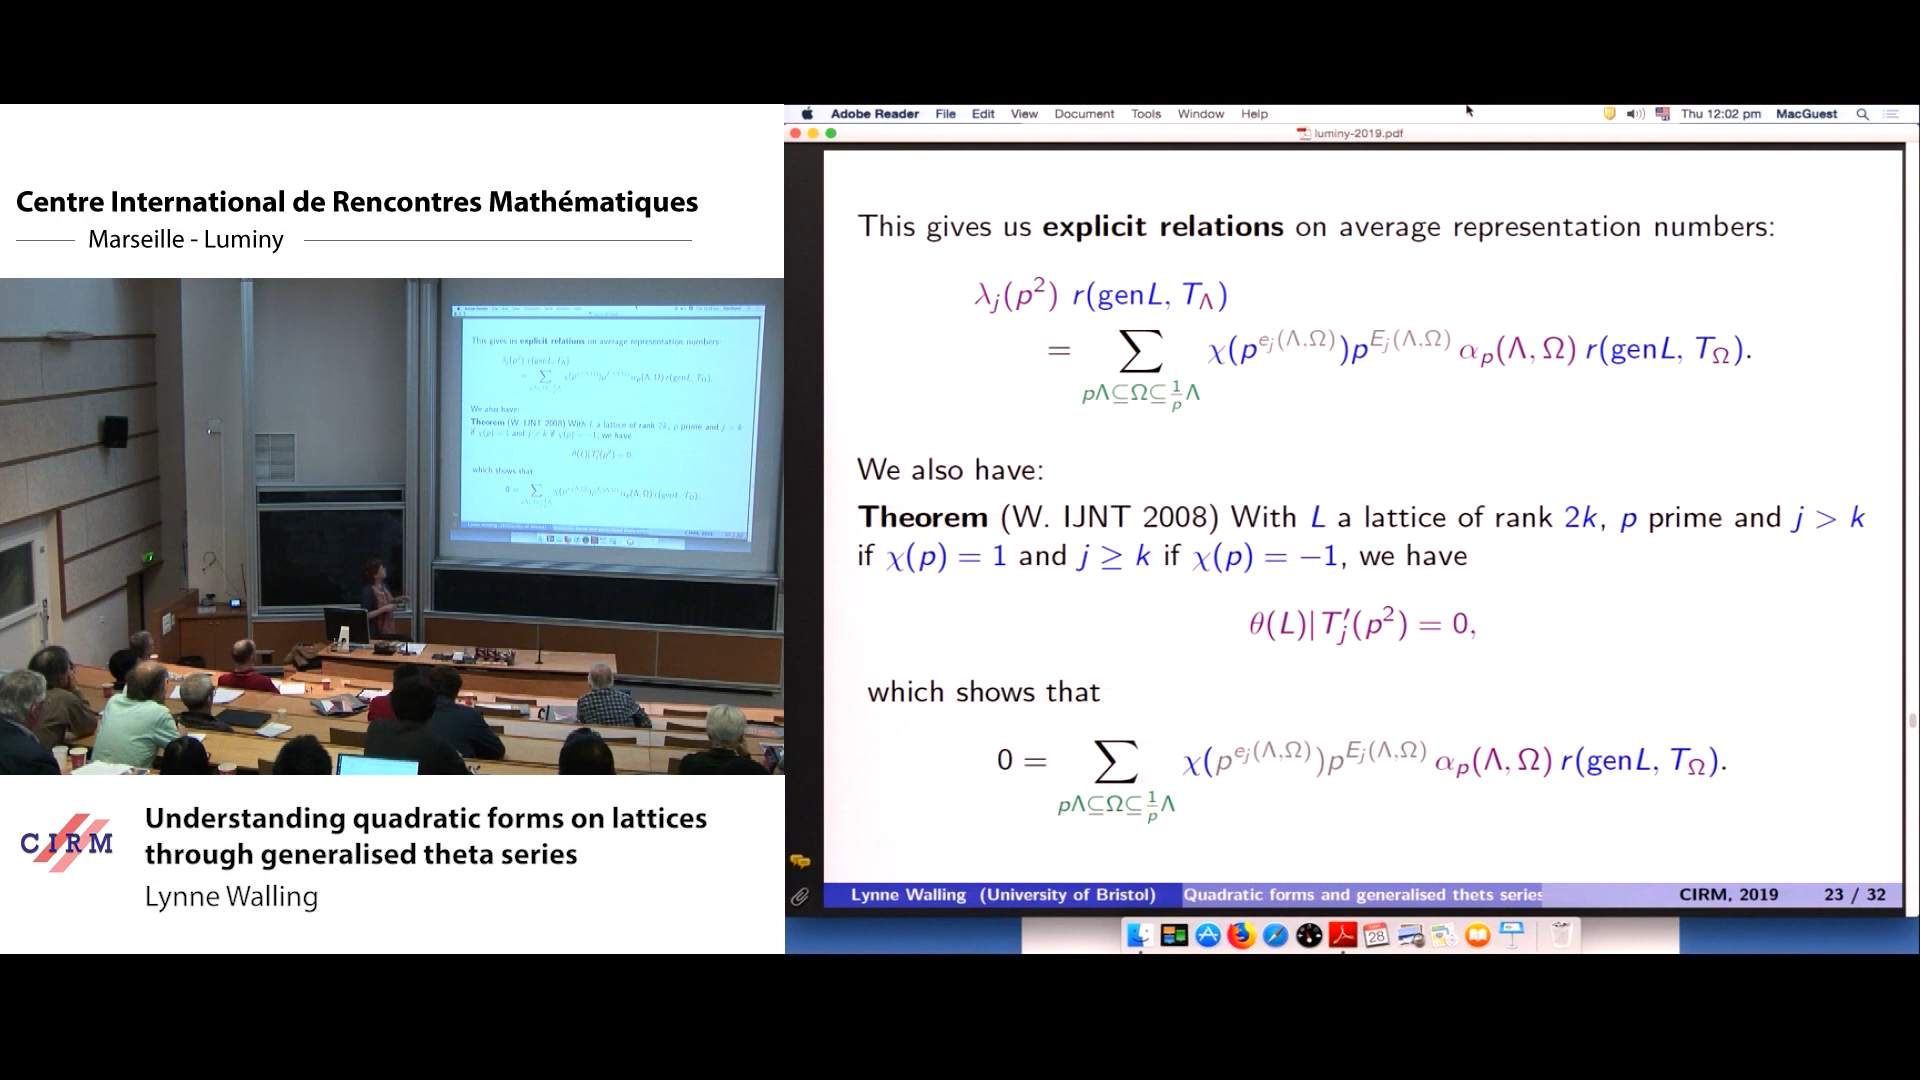 Centre International de Rencontres Mathématiques
Marseille - Luminy
CIRM
Understanding quadratic forms on lattices
through generalised theta series
Lynne Walling
Adobe Reader File Edit View Document Tools Window Help Thu 12:02 pm MacGuest
luminy-2019.pdf
This gives us explicit relations on average representation numbers:
λ_j(p²) r(genL, T_Λ)
= ∑_{pΛ⊆Ω⊆(1/p)Λ} χ(p^{e_j(Λ,Ω)})p^{E_j(Λ,Ω)} α_p(Λ, Ω) r(genL, T_Ω).
We also have:
Theorem (W. IJNT 2008) With L a lattice of rank 2k, p prime and j > k
if χ(p) = 1 and j ≥ k if χ(p) = −1, we have
θ(L)|T′_j(p²) = 0,
which shows that
0 = ∑_{pΛ⊆Ω⊆(1/p)Λ} χ(p^{e_j(Λ,Ω)})p^{E_j(Λ,Ω)} α_p(Λ, Ω) r(genL, T_Ω).
Lynne Walling (University of Bristol) Quadratic forms and generalised thets series CIRM, 2019 23 / 32
28